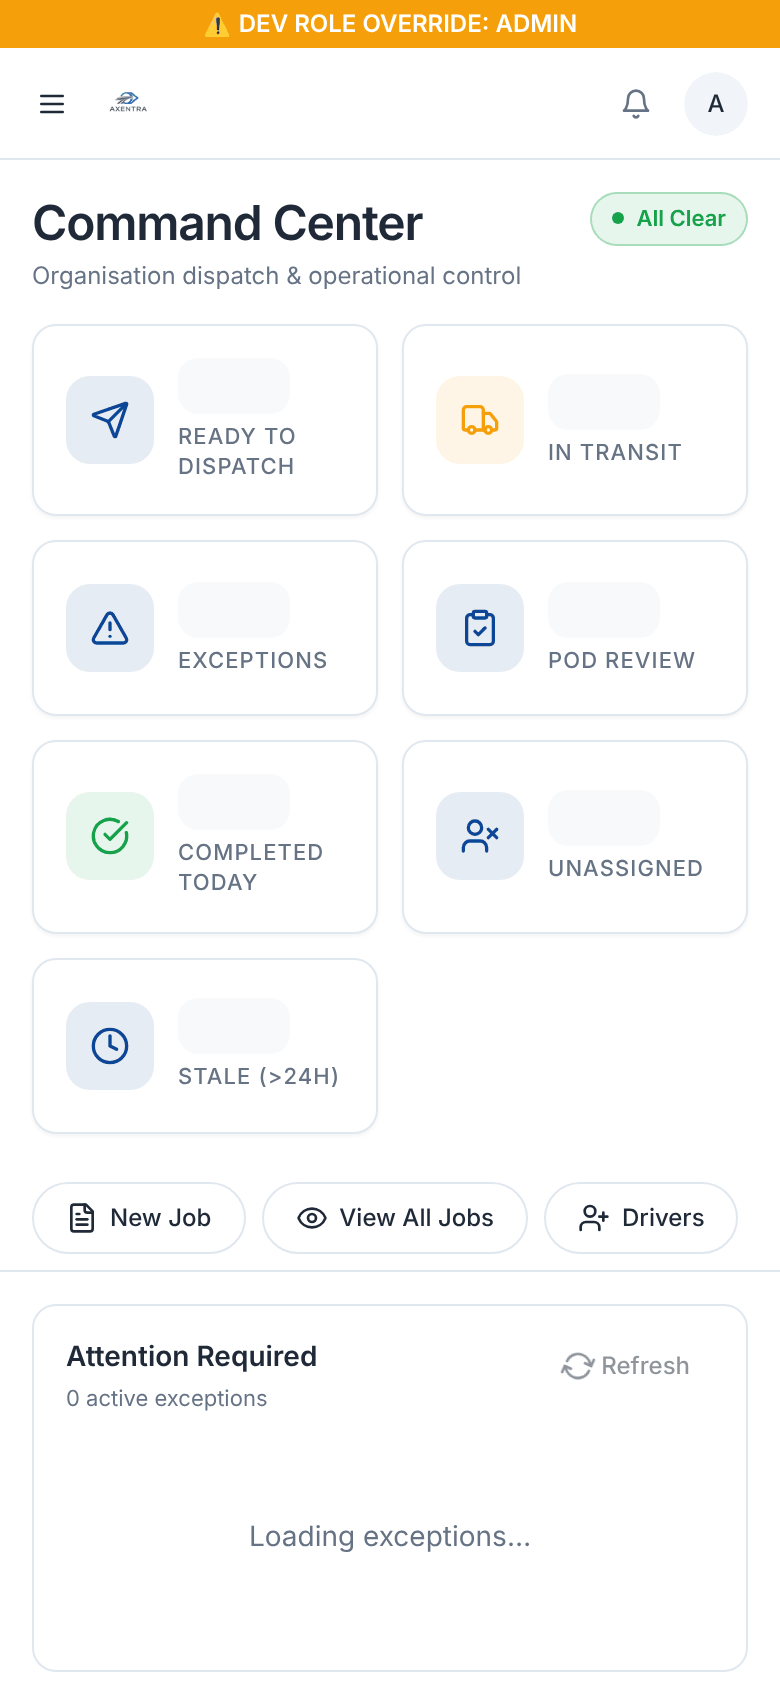 ⚠️ DEV ROLE OVERRIDE: ADMIN
AXENTRA
A
Command Center
All Clear
Organisation dispatch & operational control
READY TO
DISPATCH
IN TRANSIT
EXCEPTIONS
POD REVIEW
COMPLETED
TODAY
UNASSIGNED
STALE (>24H)
New Job
View All Jobs
Drivers
Attention Required
Refresh
0 active exceptions
Loading exceptions...